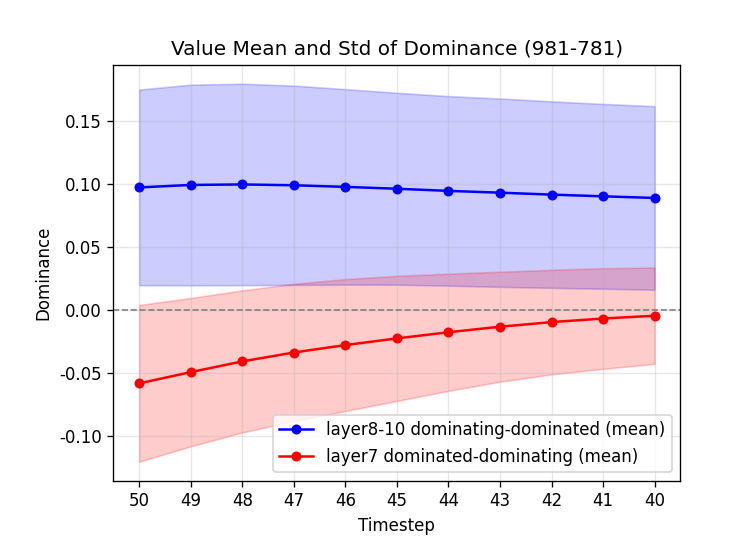 Value Mean and Std of Dominance (981-781)
0.15
0.10
0.05
0.00
-0.05
-0.10
Dominance
layer8-10 dominating-dominated (mean)
layer7 dominated-dominating (mean)
50 49 48 47 46 45 44 43 42 41 40
Timestep